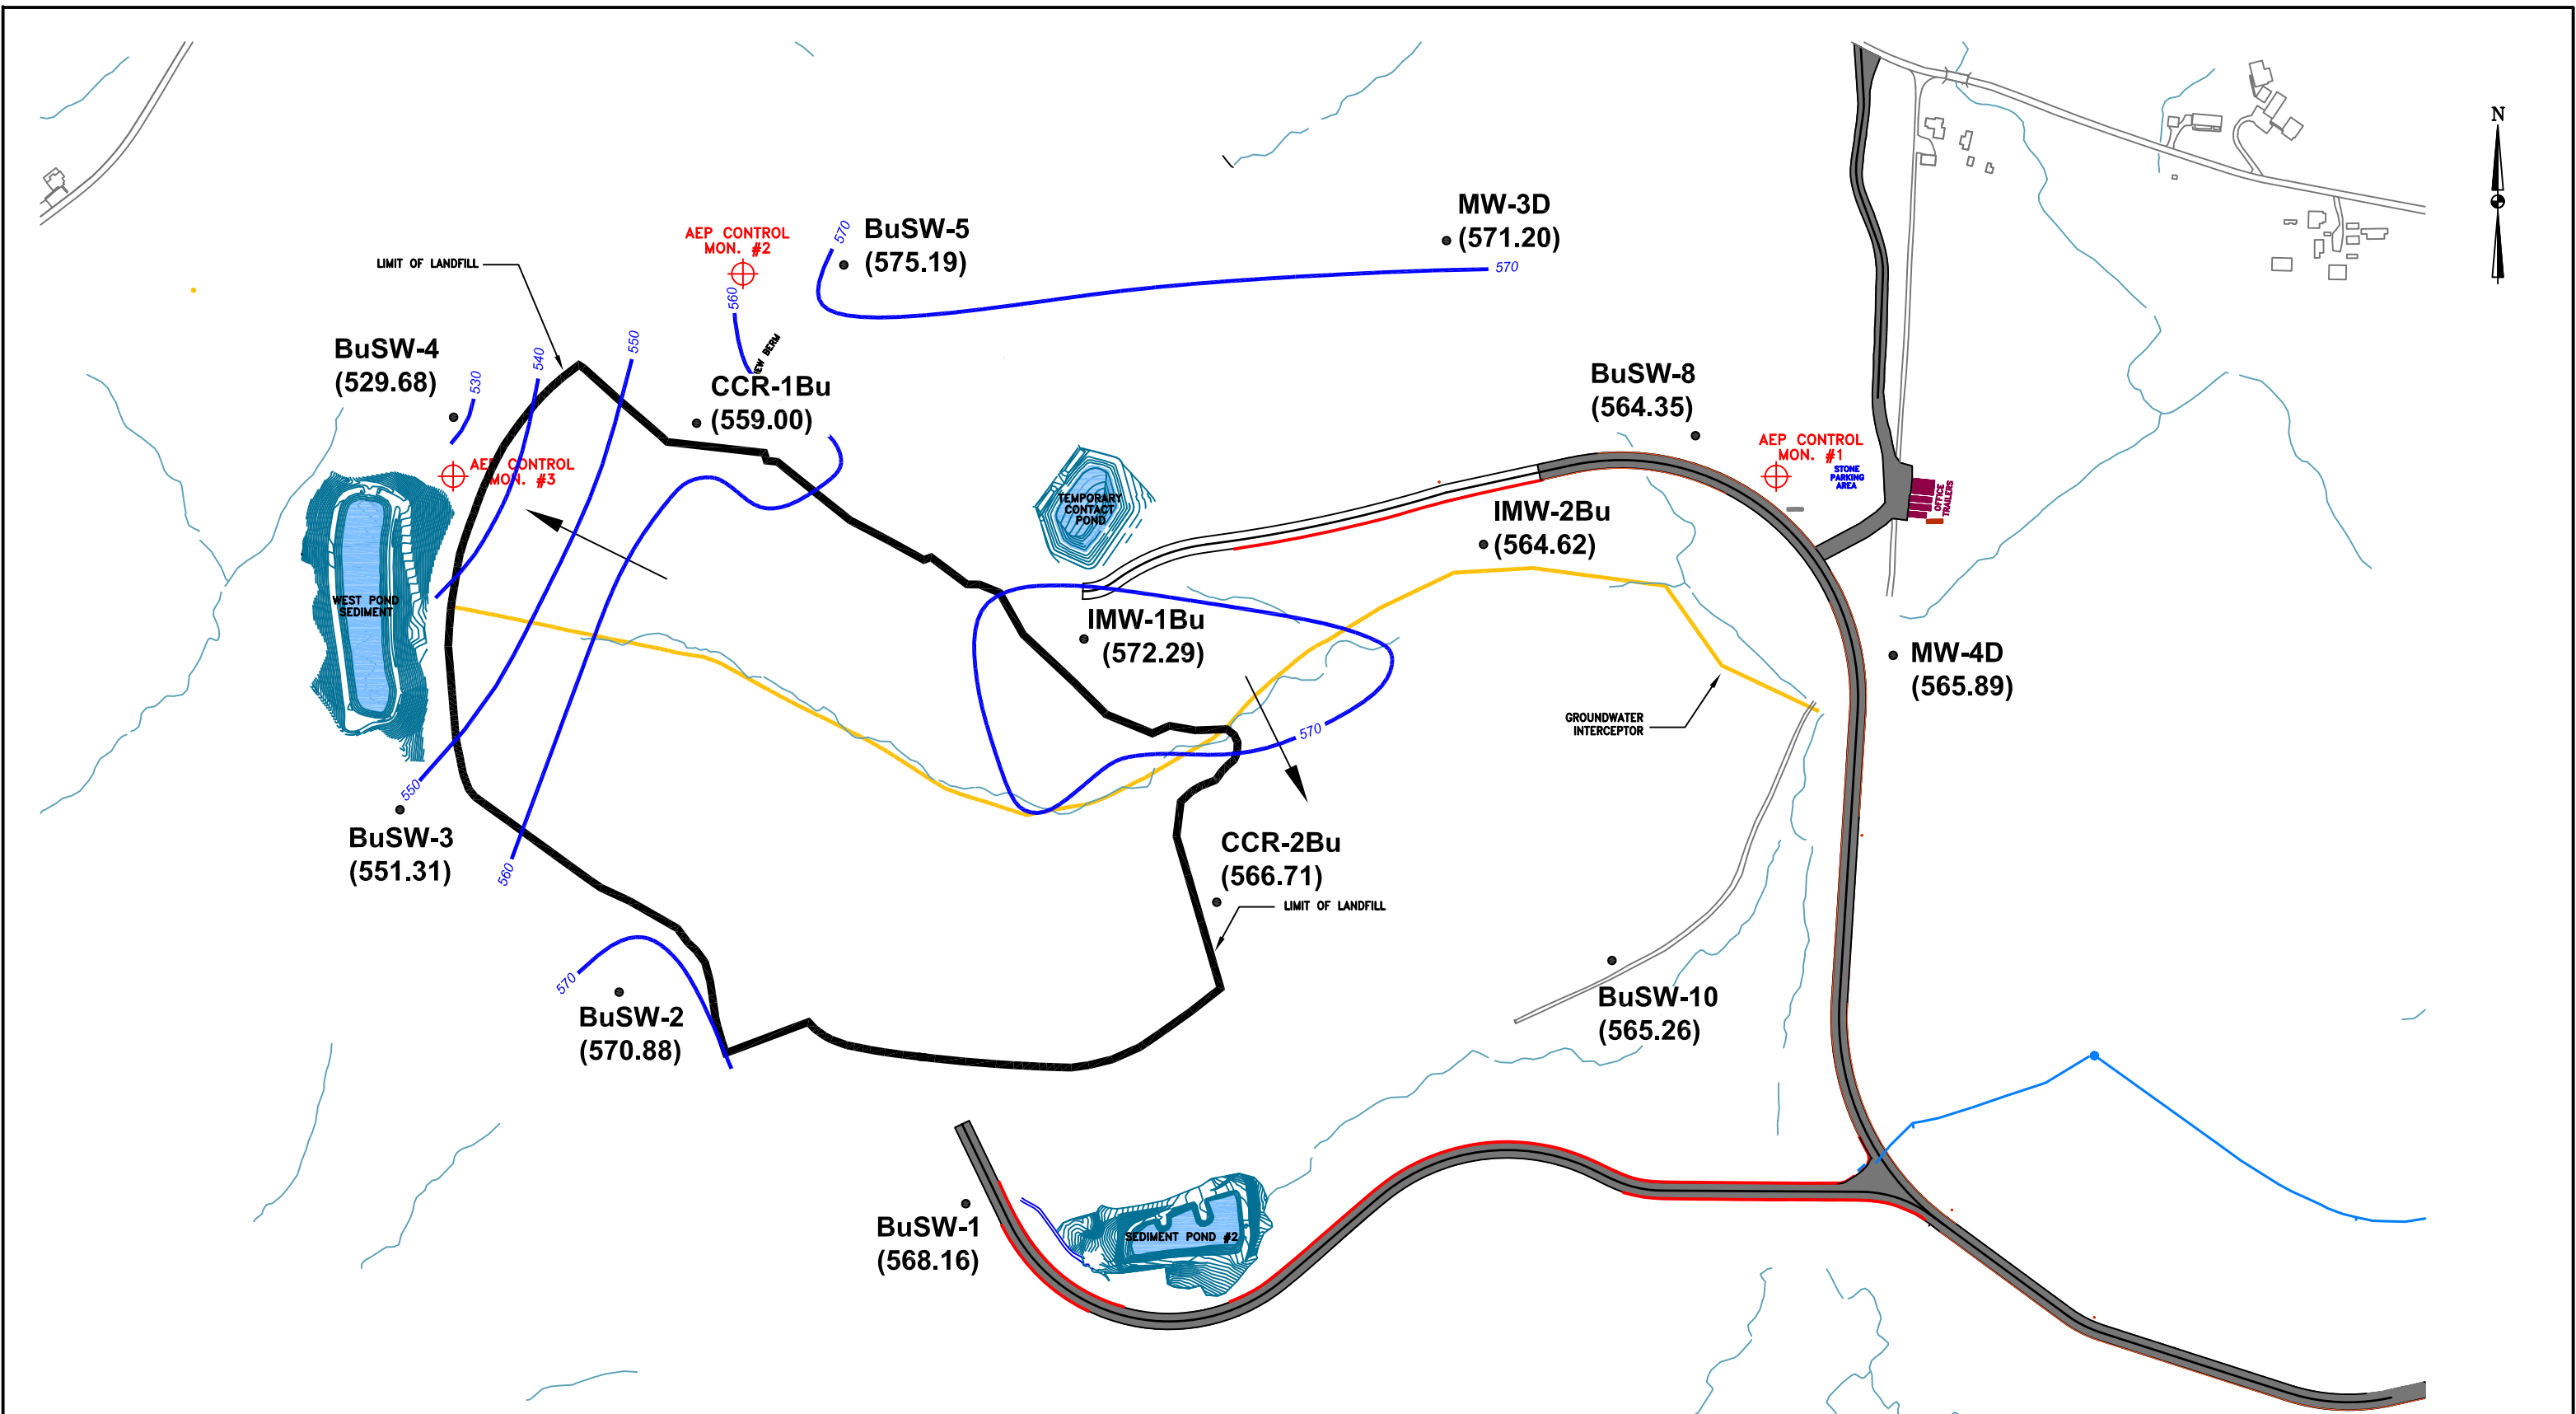 N
MW-3D
(571.20)
BuSW-5
(575.19)
570
570
AEP CONTROL
MON. #2
LIMIT OF LANDFILL
560
550
540
530
BuSW-4
(529.68)
CCR-1Bu
(559.00)
BuSW-8
(564.35)
AEP CONTROL
MON. #1
STONE
PARKING
AREA
OFFICE
TRAILERS
AEP CONTROL
MON. #3
TEMPORARY
CONTACT
POND
IMW-2Bu
(564.62)
WEST POND
SEDIMENT
IMW-1Bu
(572.29)
MW-4D
(565.89)
GROUNDWATER
INTERCEPTOR
570
550
BuSW-3
(551.31)
560
CCR-2Bu
(566.71)
LIMIT OF LANDFILL
570
BuSW-2
(570.88)
BuSW-10
(565.26)
BuSW-1
(568.16)
SEDIMENT POND #2
BERM